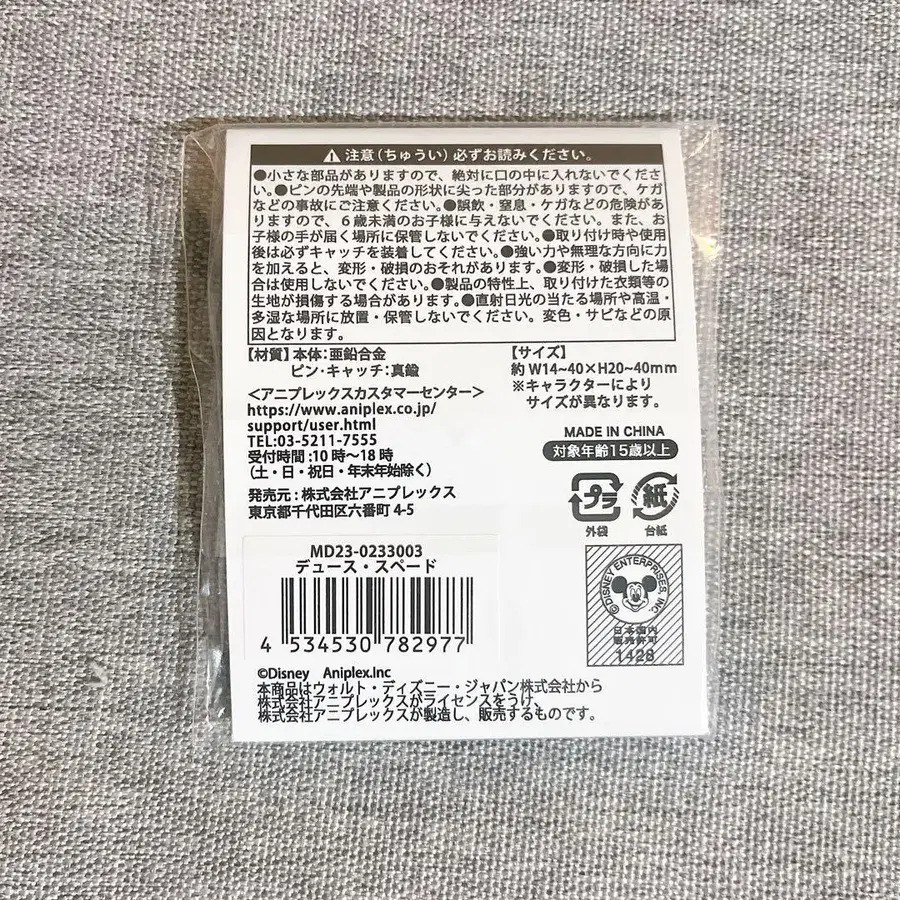 ⚠注意(ちゅうい)必ずお読みください。
●小さな部品がありますので、絶対に口の中に入れないでくださ
い。●ピンの先端や製品の形状に尖った部分がありますので、ケガ
などの事故にご注意ください。●誤飲・窒息・ケガなどの危険があ
りますので、6歳未満のお子様に与えないでください。また、お
子様の手が届く場所に保管しないでください。●取り付け時や使用
後は必ずキャッチを装着してください。●強い力や無理な方向に力
を加えると、変形・破損のおそれがあります。●変形・破損した場
合は使用しないでください。●製品の特性上、取り付けた衣類等の
生地が損傷する場合があります。●直射日光の当たる場所や高温・
多湿な場所に放置・保管しないでください。変色・サビなどの原
因となります。
【材質】本体:亜鉛合金
ピン・キャッチ:真鍮
【サイズ】
約 W14~40×H20~40mm
※キャラクターにより
サイズが異なります。
<アニプレックスカスタマーセンター>
https://www.aniplex.co.jp/
support/user.html
TEL:03-5211-7555
受付時間:10時~18時
(土・日・祝日・年末年始除く)
発売元:株式会社アニプレックス
東京都千代田区六番町 4-5
MADE IN CHINA
対象年齢15歳以上
プラ
外袋
紙
台紙
MD23-0233003
デュース・スペード
4 534530 782977
©DISNEY ENTERPRISES, INC.
日本国内
販売許可
1428
©Disney Aniplex.Inc
本商品はウォルト・ディズニー・ジャパン株式会社から
株式会社アニプレックスがライセンスをうけ、
株式会社アニプレックスが製造し、販売するものです。